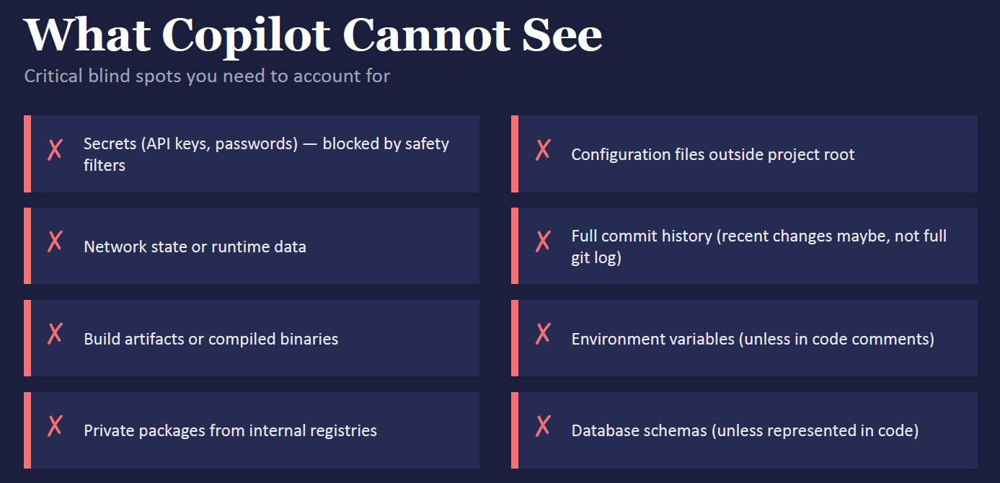 What Copilot Cannot See
Critical blind spots you need to account for
✗ Secrets (API keys, passwords) — blocked by safety
filters
✗ Configuration files outside project root
✗ Network state or runtime data
✗ Full commit history (recent changes maybe, not full
git log)
✗ Build artifacts or compiled binaries
✗ Environment variables (unless in code comments)
✗ Private packages from internal registries
✗ Database schemas (unless represented in code)